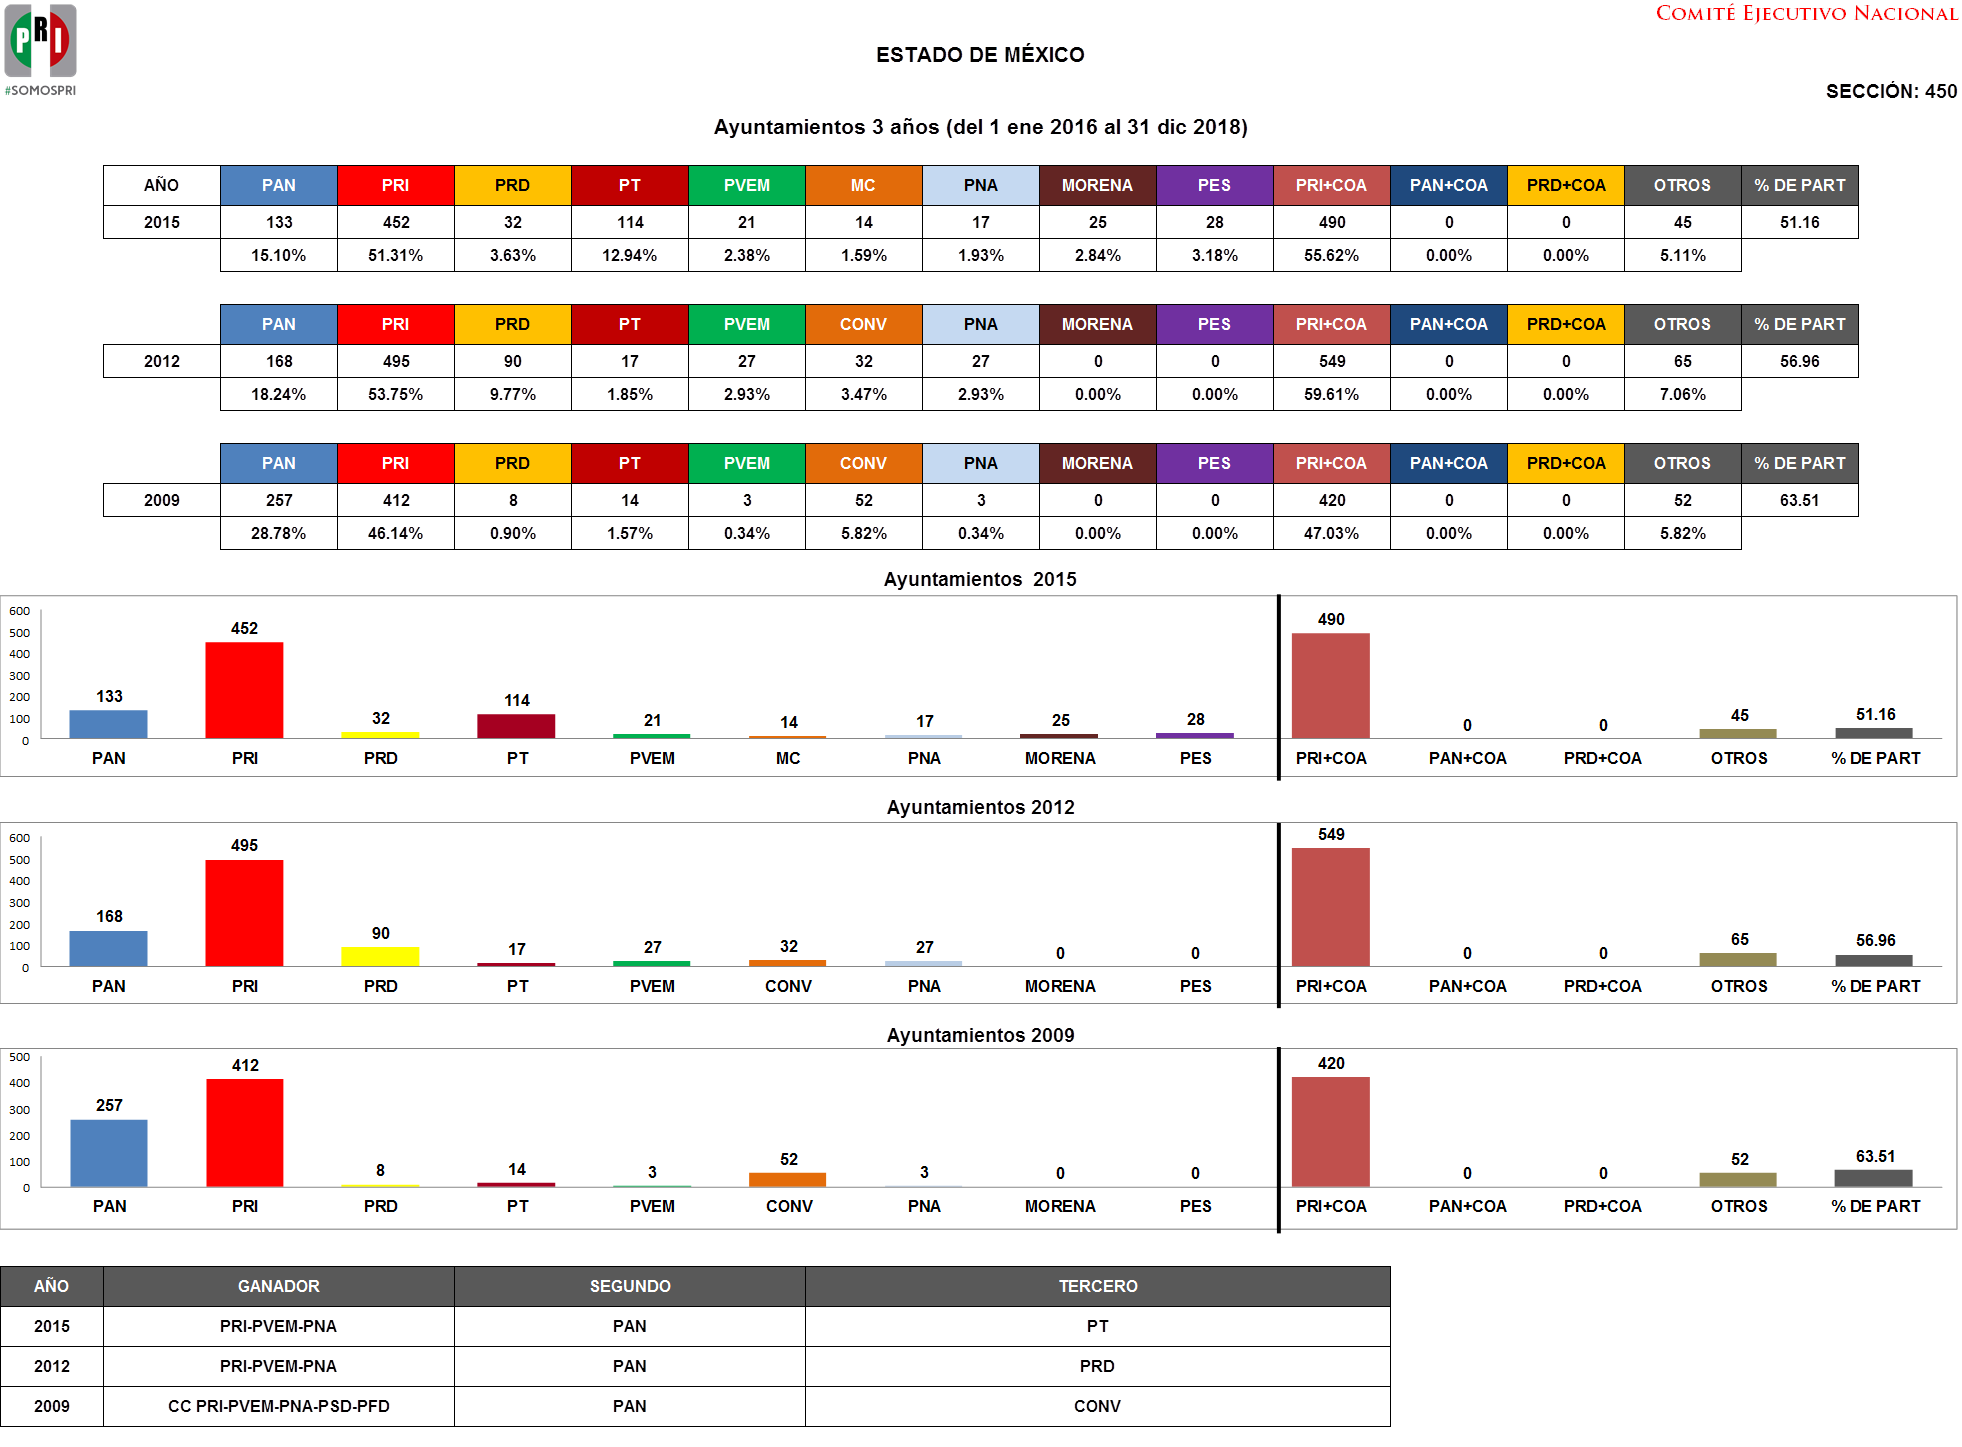 PRI
#SOMOSPRI
COMITÉ EJECUTIVO NACIONAL
ESTADO DE MÉXICO
SECCIÓN: 450
Ayuntamientos 3 años (del 1 ene 2016 al 31 dic 2018)
AÑO PAN PRI PRD PT PVEM MC PNA MORENA PES PRI+COA PAN+COA PRD+COA OTROS % DE PART
2015 133 452 32 114 21 14 17 25 28 490 0 0 45 51.16
15.10% 51.31% 3.63% 12.94% 2.38% 1.59% 1.93% 2.84% 3.18% 55.62% 0.00% 0.00% 5.11%
PAN PRI PRD PT PVEM CONV PNA MORENA PES PRI+COA PAN+COA PRD+COA OTROS % DE PART
2012 168 495 90 17 27 32 27 0 0 549 0 0 65 56.96
18.24% 53.75% 9.77% 1.85% 2.93% 3.47% 2.93% 0.00% 0.00% 59.61% 0.00% 0.00% 7.06%
PAN PRI PRD PT PVEM CONV PNA MORENA PES PRI+COA PAN+COA PRD+COA OTROS % DE PART
2009 257 412 8 14 3 52 3 0 0 420 0 0 52 63.51
28.78% 46.14% 0.90% 1.57% 0.34% 5.82% 0.34% 0.00% 0.00% 47.03% 0.00% 0.00% 5.82%
Ayuntamientos 2015
600
500
400
300
200
100
0
133 452 32 114 21 14 17 25 28 490 0 0 45 51.16
PAN PRI PRD PT PVEM MC PNA MORENA PES PRI+COA PAN+COA PRD+COA OTROS % DE PART
Ayuntamientos 2012
600
500
400
300
200
100
0
168 495 90 17 27 32 27 0 0 549 0 0 65 56.96
PAN PRI PRD PT PVEM CONV PNA MORENA PES PRI+COA PAN+COA PRD+COA OTROS % DE PART
Ayuntamientos 2009
500
400
300
200
100
0
257 412 8 14 3 52 3 0 0 420 0 0 52 63.51
PAN PRI PRD PT PVEM CONV PNA MORENA PES PRI+COA PAN+COA PRD+COA OTROS % DE PART
AÑO GANADOR SEGUNDO TERCERO
2015 PRI-PVEM-PNA PAN PT
2012 PRI-PVEM-PNA PAN PRD
2009 CC PRI-PVEM-PNA-PSD-PFD PAN CONV